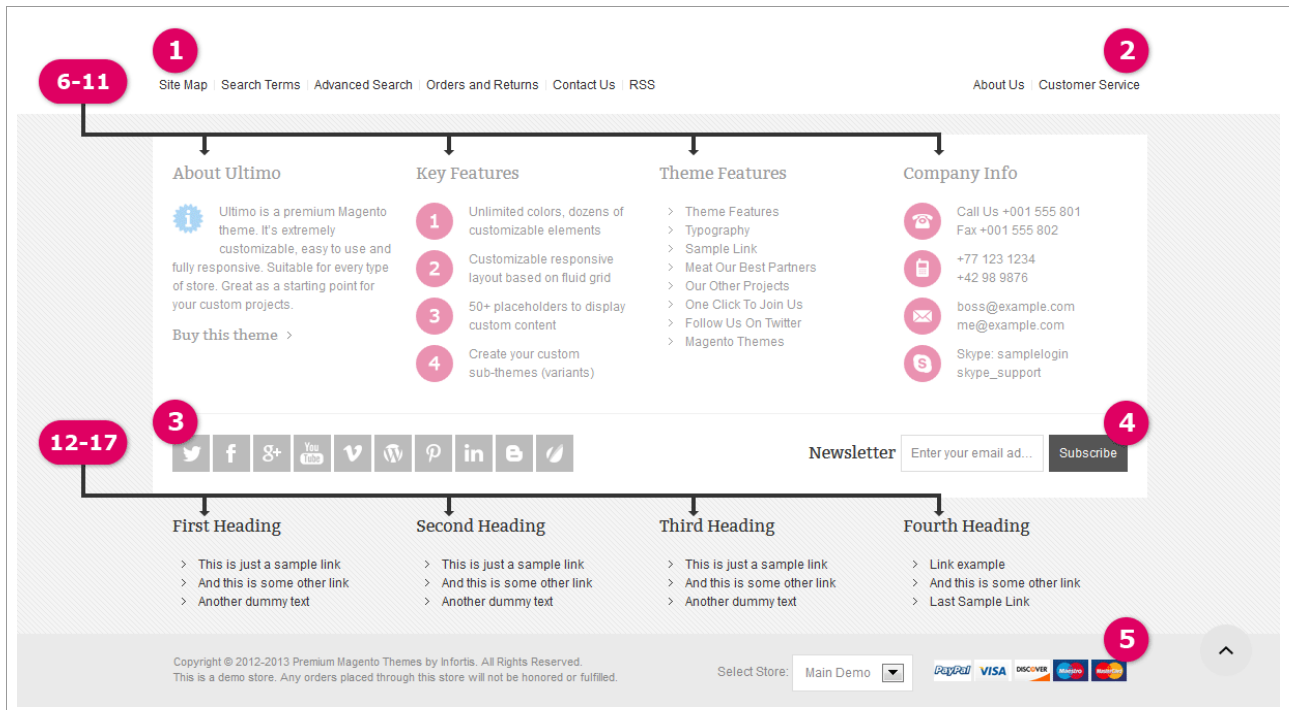 1
2
6-11
Site Map Search Terms Advanced Search Orders and Returns Contact Us RSS
About Us Customer Service
About Ultimo
Ultimo is a premium Magento
theme. It's extremely
customizable, easy to use and
fully responsive. Suitable for every type
of store. Great as a starting point for
your custom projects.
Buy this theme >
Key Features
1
Unlimited colors, dozens of
customizable elements
2
Customizable responsive
layout based on fluid grid
3
50+ placeholders to display
custom content
4
Create your custom
sub-themes (variants)
Theme Features
> Theme Features
> Typography
> Sample Link
> Meat Our Best Partners
> Our Other Projects
> One Click To Join Us
> Follow Us On Twitter
> Magento Themes
Company Info
Call Us +001 555 801
Fax +001 555 802
+77 123 1234
+42 98 9876
boss@example.com
me@example.com
Skype: samplelogin
skype_support
3
4
12-17
You
Tube
Newsletter Enter your email ad... Subscribe
First Heading
> This is just a sample link
> And this is some other link
> Another dummy text
Second Heading
> This is just a sample link
> And this is some other link
> Another dummy text
Third Heading
> This is just a sample link
> And this is some other link
> Another dummy text
Fourth Heading
> Link example
> And this is some other link
> Last Sample Link
5
Copyright © 2012-2013 Premium Magento Themes by Infortis. All Rights Reserved.
This is a demo store. Any orders placed through this store will not be honored or fulfilled.
Select Store: Main Demo
PayPal VISA DISCOVER Maestro MasterCard